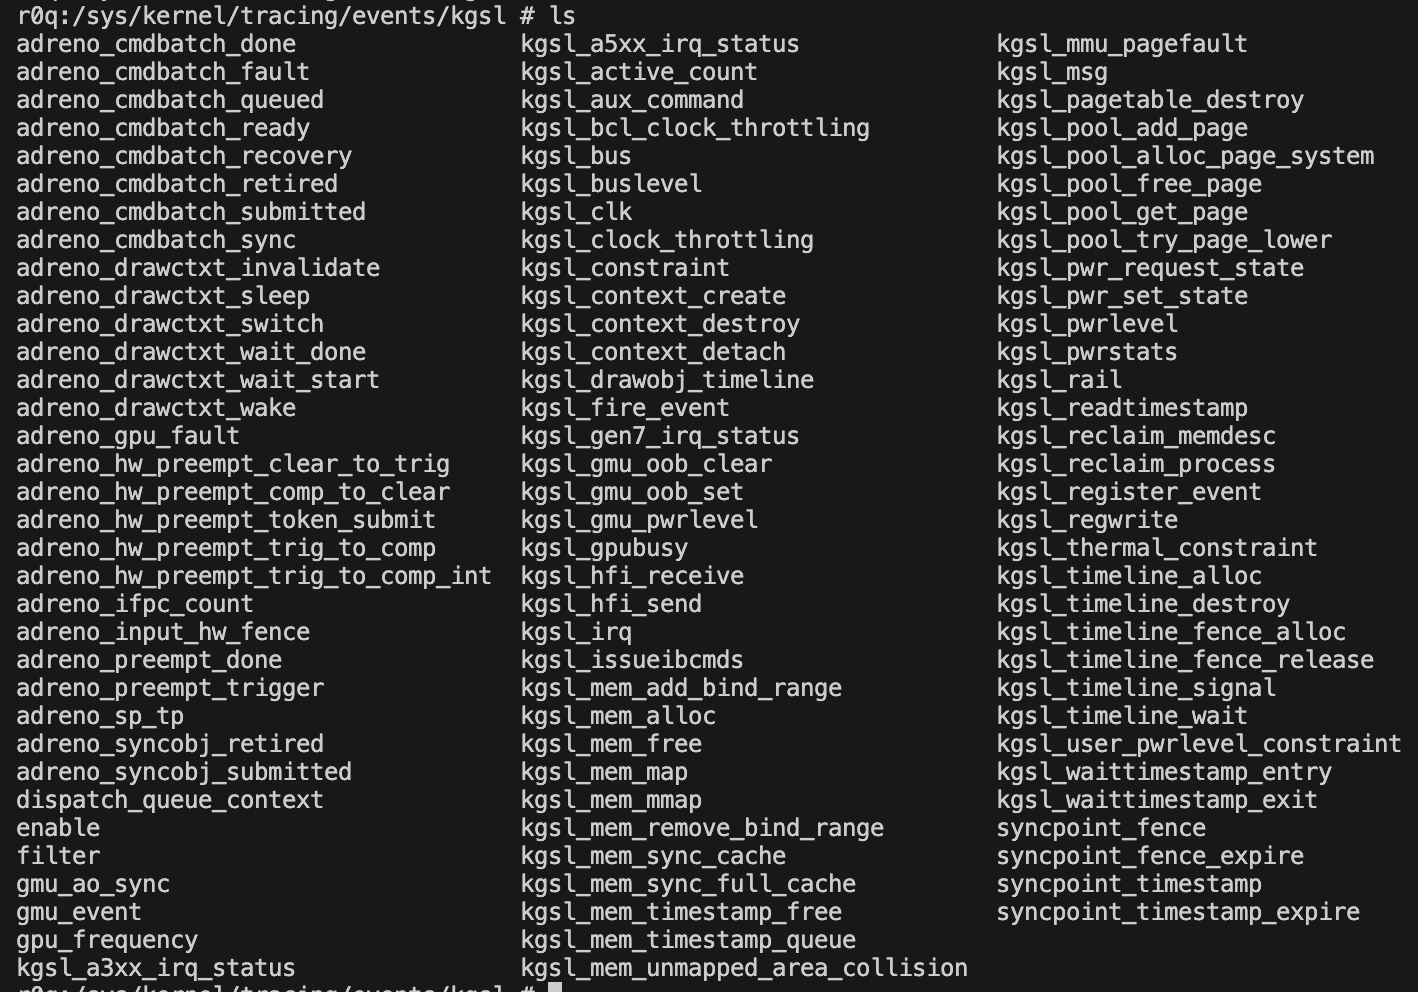 r0q:/sys/kernel/tracing/events/kgsl # ls
adreno_cmdbatch_done kgsl_a5xx_irq_status kgsl_mmu_pagefault
adreno_cmdbatch_fault kgsl_active_count kgsl_msg
adreno_cmdbatch_queued kgsl_aux_command kgsl_pagetable_destroy
adreno_cmdbatch_ready kgsl_bcl_clock_throttling kgsl_pool_add_page
adreno_cmdbatch_recovery kgsl_bus kgsl_pool_alloc_page_system
adreno_cmdbatch_retired kgsl_buslevel kgsl_pool_free_page
adreno_cmdbatch_submitted kgsl_clk kgsl_pool_get_page
adreno_cmdbatch_sync kgsl_clock_throttling kgsl_pool_try_page_lower
adreno_drawctxt_invalidate kgsl_constraint kgsl_pwr_request_state
adreno_drawctxt_sleep kgsl_context_create kgsl_pwr_set_state
adreno_drawctxt_switch kgsl_context_destroy kgsl_pwrlevel
adreno_drawctxt_wait_done kgsl_context_detach kgsl_pwrstats
adreno_drawctxt_wait_start kgsl_drawobj_timeline kgsl_rail
adreno_drawctxt_wake kgsl_fire_event kgsl_readtimestamp
adreno_gpu_fault kgsl_gen7_irq_status kgsl_reclaim_memdesc
adreno_hw_preempt_clear_to_trig kgsl_gmu_oob_clear kgsl_reclaim_process
adreno_hw_preempt_comp_to_clear kgsl_gmu_oob_set kgsl_register_event
adreno_hw_preempt_token_submit kgsl_gmu_pwrlevel kgsl_regwrite
adreno_hw_preempt_trig_to_comp kgsl_gpubusy kgsl_thermal_constraint
adreno_hw_preempt_trig_to_comp_int kgsl_hfi_receive kgsl_timeline_alloc
adreno_ifpc_count kgsl_hfi_send kgsl_timeline_destroy
adreno_input_hw_fence kgsl_irq kgsl_timeline_fence_alloc
adreno_preempt_done kgsl_issueibcmds kgsl_timeline_fence_release
adreno_preempt_trigger kgsl_mem_add_bind_range kgsl_timeline_signal
adreno_sp_tp kgsl_mem_alloc kgsl_timeline_wait
adreno_syncobj_retired kgsl_mem_free kgsl_user_pwrlevel_constraint
adreno_syncobj_submitted kgsl_mem_map kgsl_waittimestamp_entry
dispatch_queue_context kgsl_mem_mmap kgsl_waittimestamp_exit
enable kgsl_mem_remove_bind_range syncpoint_fence
filter kgsl_mem_sync_cache syncpoint_fence_expire
gmu_ao_sync kgsl_mem_sync_full_cache syncpoint_timestamp
gmu_event kgsl_mem_timestamp_free syncpoint_timestamp_expire
gpu_frequency kgsl_mem_timestamp_queue
kgsl_a3xx_irq_status kgsl_mem_unmapped_area_collision
r0q:/sys/kernel/tracing/events/kgsl #